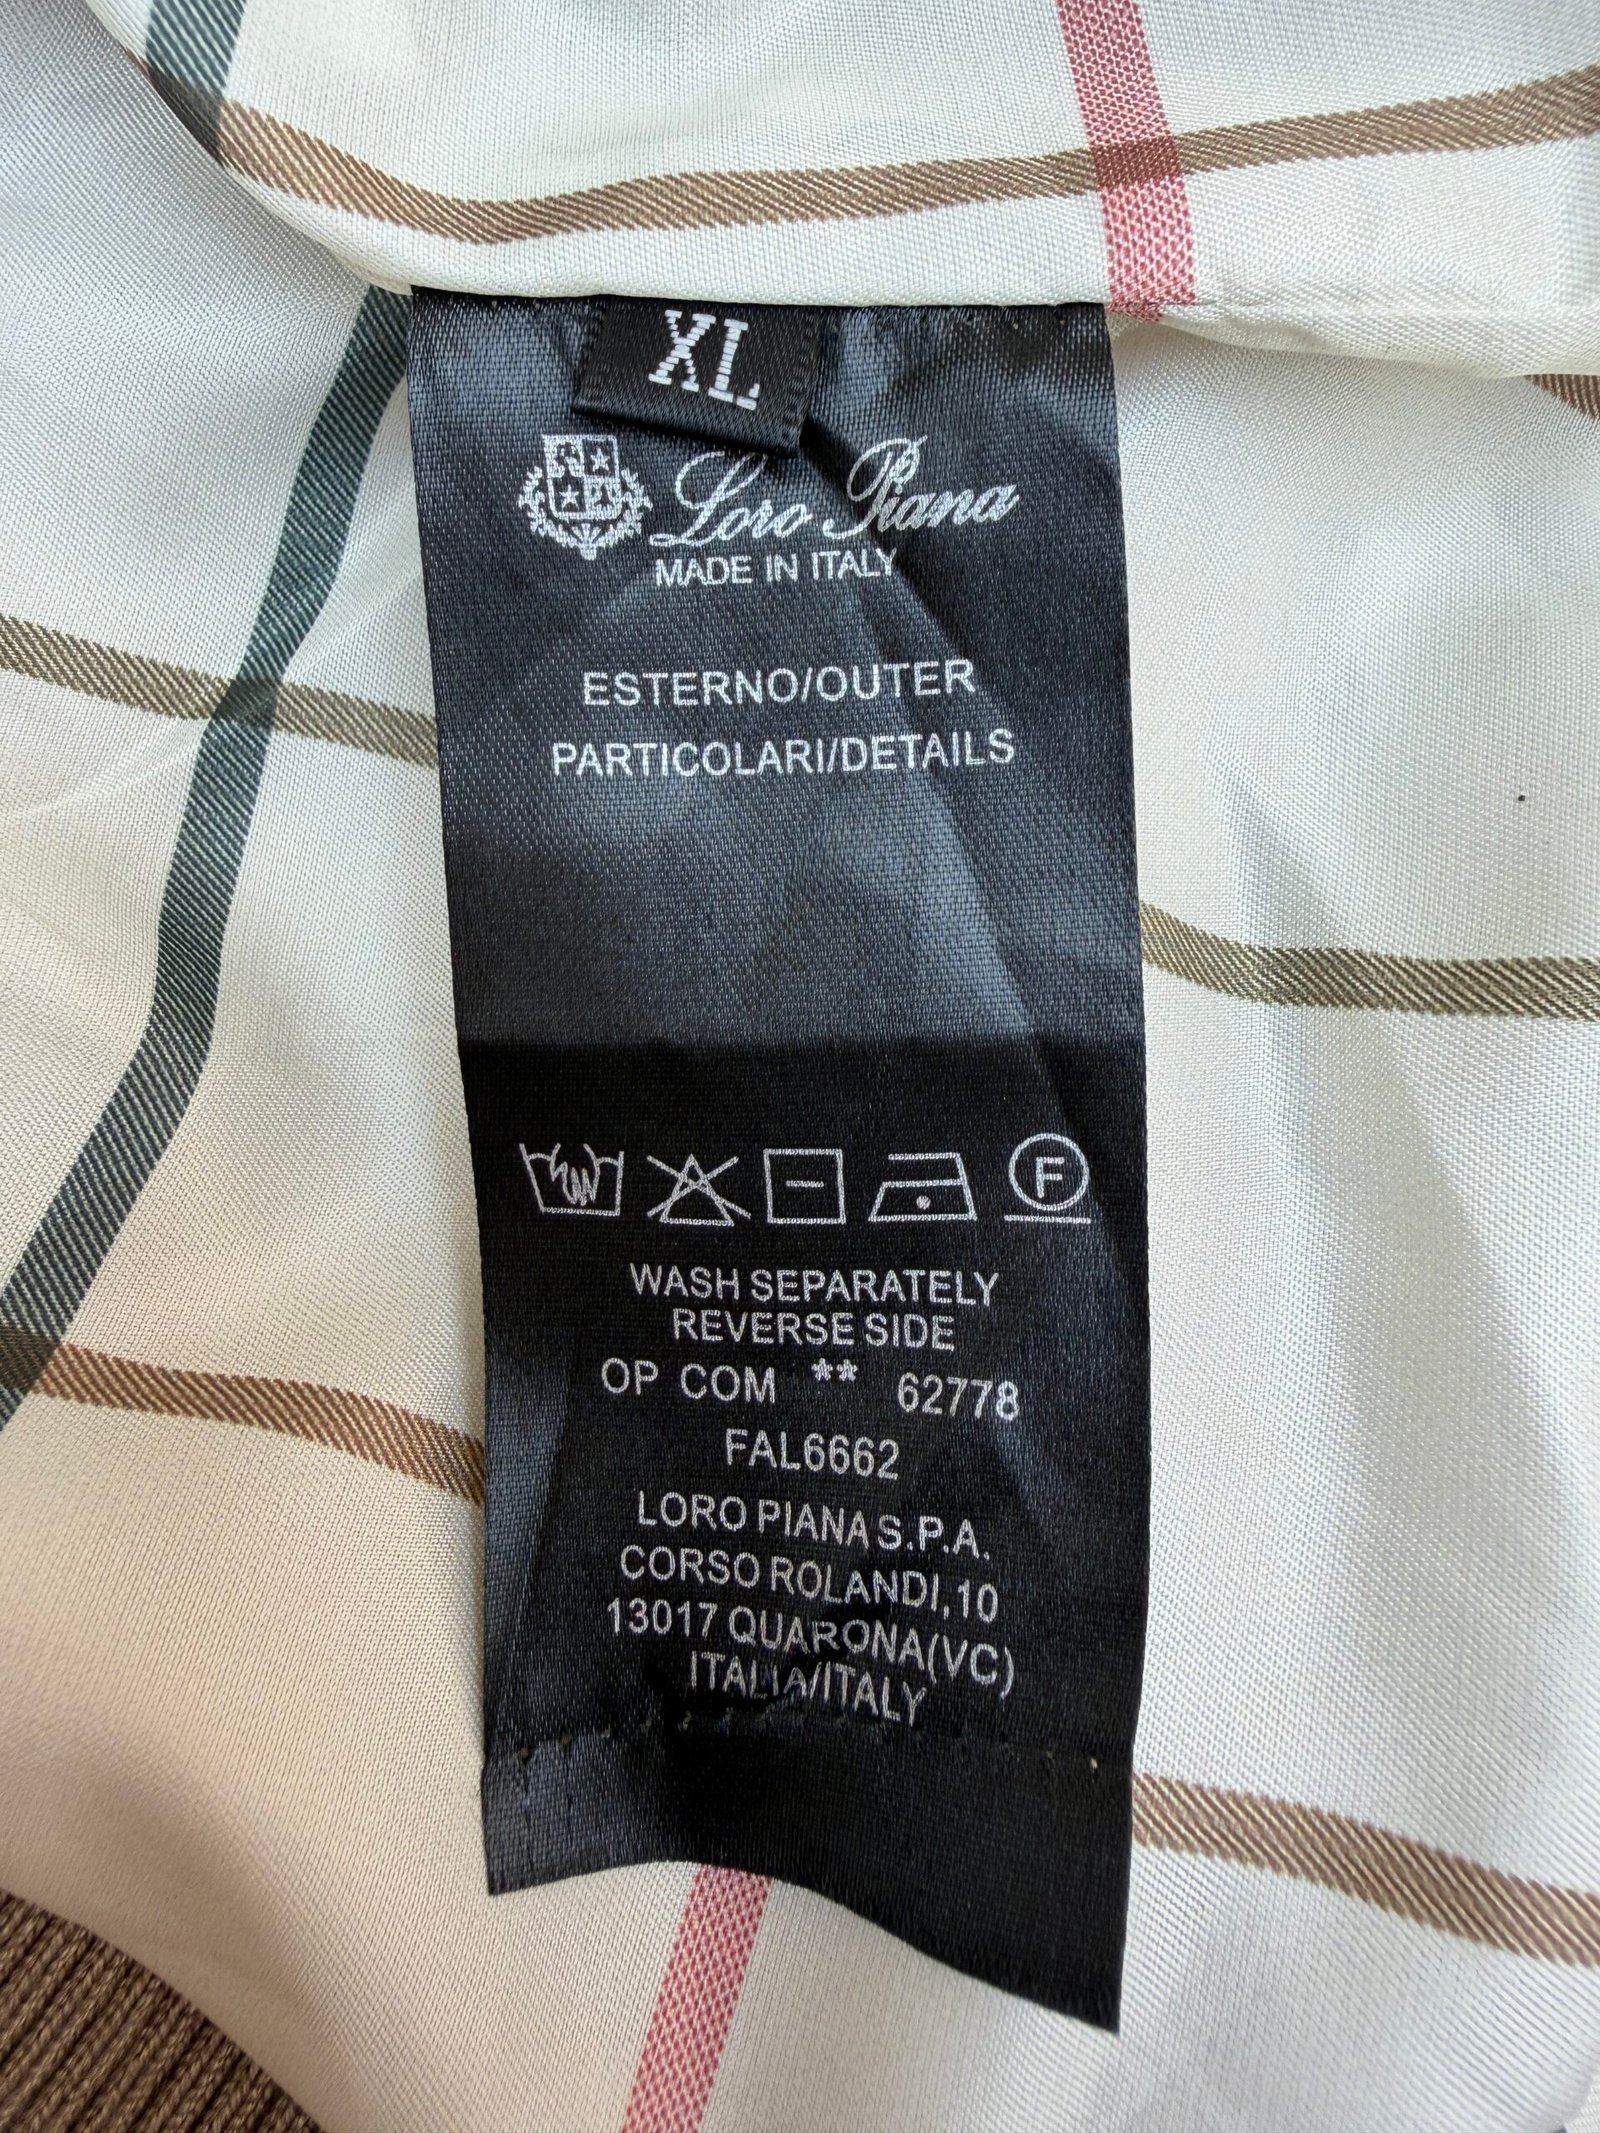 XL
Loro Piana
MADE IN ITALY
ESTERNO/OUTER
PARTICOLARI/DETAILS
F
WASH SEPARATELY
REVERSE SIDE
OP COM ** 62778
FAL6662
LORO PIANA S.P.A.
CORSO ROLANDI,10
13017 QUARONA(VC)
ITALIA/ITALY